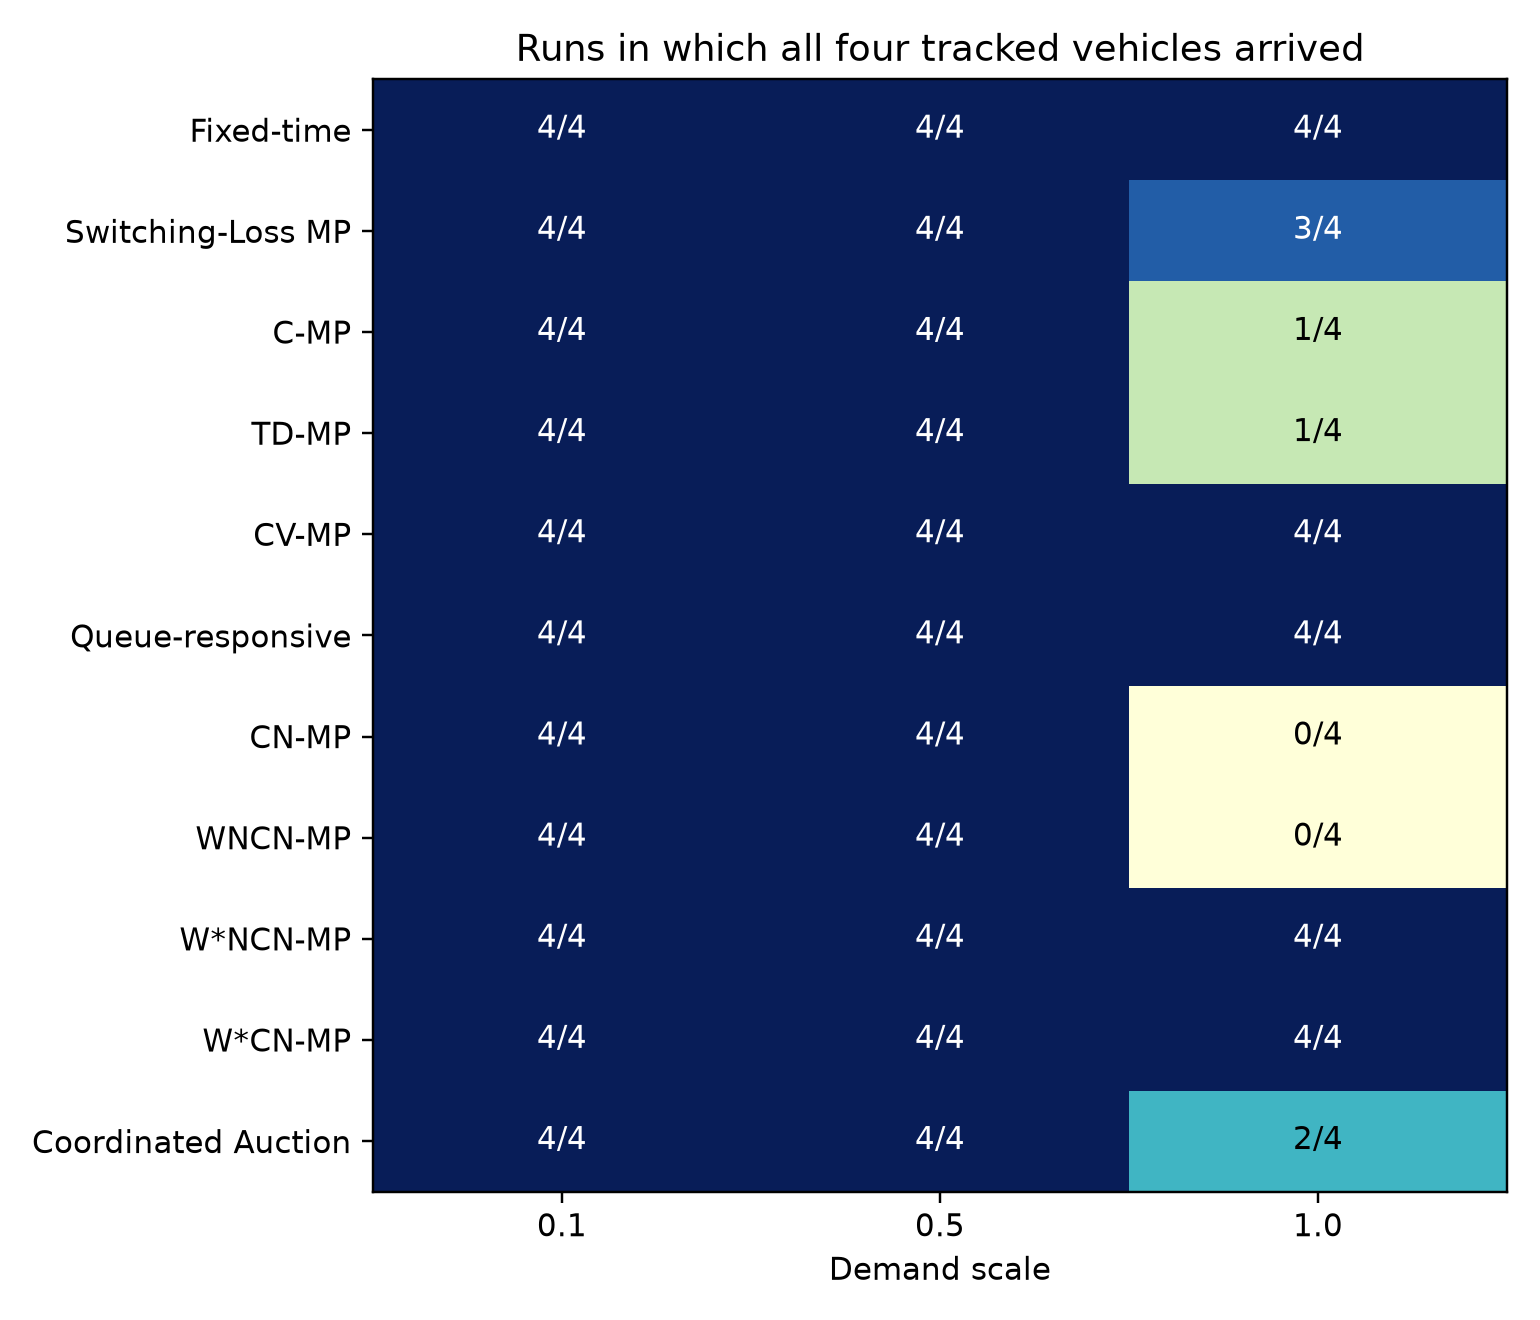 Runs in which all four tracked vehicles arrived
Fixed-time 4/4 4/4 4/4
Switching-Loss MP 4/4 4/4 3/4
C-MP 4/4 4/4 1/4
TD-MP 4/4 4/4 1/4
CV-MP 4/4 4/4 4/4
Queue-responsive 4/4 4/4 4/4
CN-MP 4/4 4/4 0/4
WNCN-MP 4/4 4/4 0/4
W*NCN-MP 4/4 4/4 4/4
W*CN-MP 4/4 4/4 4/4
Coordinated Auction 4/4 4/4 2/4
0.1 0.5 1.0
Demand scale